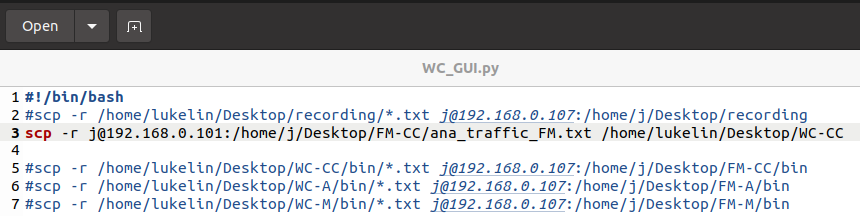 Open
WC_GUI.py
1 #!/bin/bash
2 #scp -r /home/lukelin/Desktop/recording/*.txt j@192.168.0.107:/home/j/Desktop/recording
3 scp -r j@192.168.0.101:/home/j/Desktop/FM-CC/ana_traffic_FM.txt /home/lukelin/Desktop/WC-CC
4
5 #scp -r /home/lukelin/Desktop/WC-CC/bin/*.txt j@192.168.0.107:/home/j/Desktop/FM-CC/bin
6 #scp -r /home/lukelin/Desktop/WC-A/bin/*.txt j@192.168.0.107:/home/j/Desktop/FM-A/bin
7 #scp -r /home/lukelin/Desktop/WC-M/bin/*.txt j@192.168.0.107:/home/j/Desktop/FM-M/bin